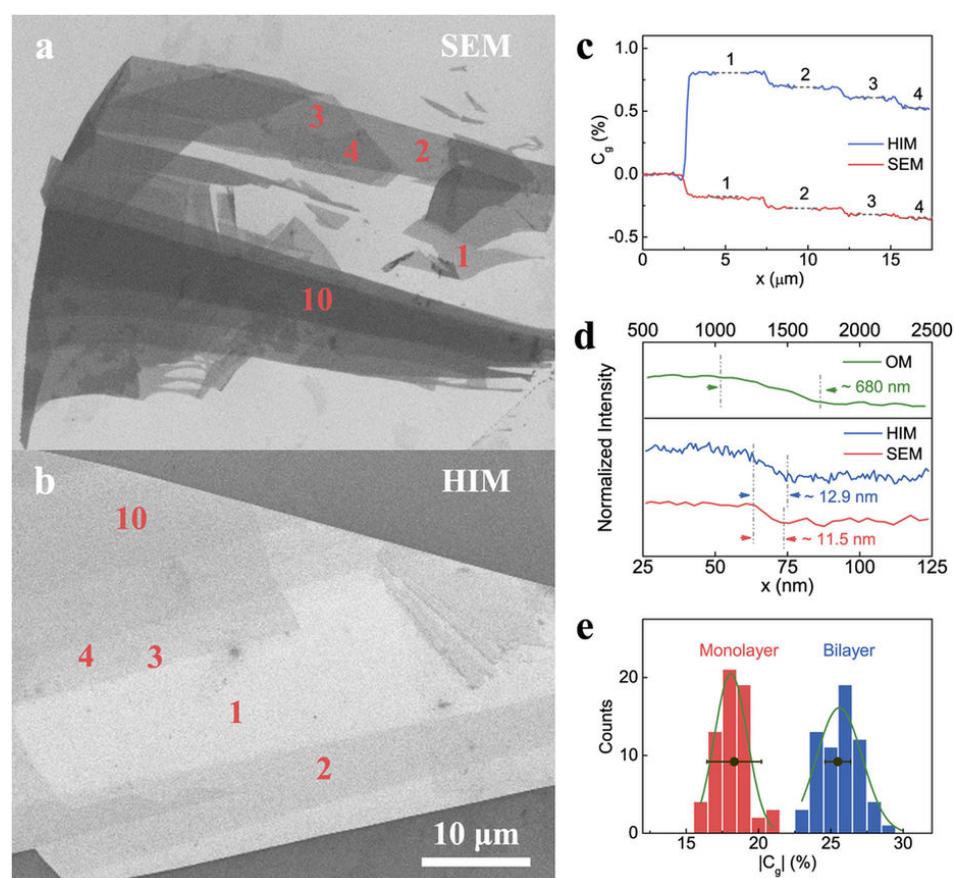 a
SEM
3
4
2
1
10
b
HIM
10
4
3
1
2
10 μm
c
1.0
0.5
0.0
-0.5
Cg (%)
1
2
3
4
HIM
SEM
1
2
3
4
0
5
10
15
x (μm)
d
500
1000
1500
2000
2500
OM
~ 680 nm
Normalized Intensity
HIM
SEM
~ 12.9 nm
~ 11.5 nm
25
50
75
100
125
x (nm)
e
Monolayer
Bilayer
20
10
0
Counts
15
20
25
30
|Cg| (%)